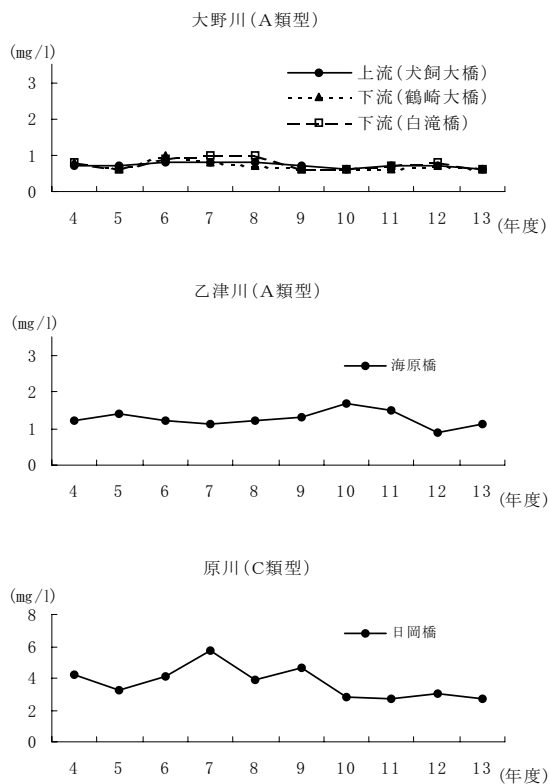 大野川(A類型)
(mg/l)
上流(犬飼大橋)
下流(鶴崎大橋)
下流(白滝橋)
3
2
1
0
4 5 6 7 8 9 10 11 12 13 (年度)
乙津川(A類型)
(mg/l)
海原橋
3
2
1
0
4 5 6 7 8 9 10 11 12 13 (年度)
原川(C類型)
(mg/l)
日岡橋
8
6
4
2
0
4 5 6 7 8 9 10 11 12 13 (年度)